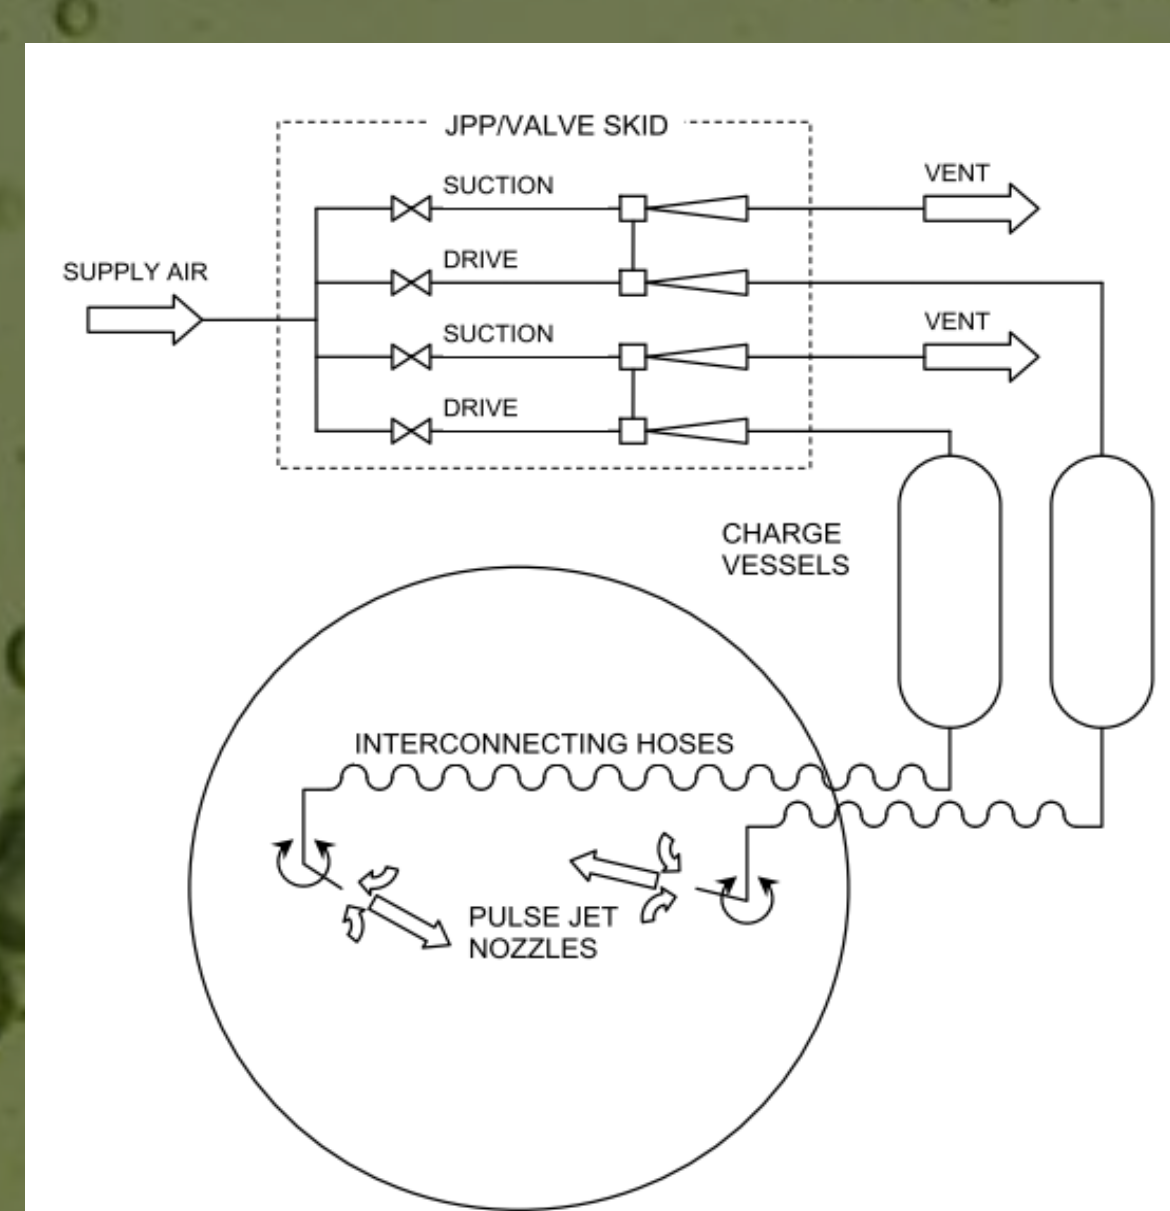 JPP/VALVE SKID
SUCTION
VENT
DRIVE
SUPPLY AIR
SUCTION
VENT
DRIVE
CHARGE
VESSELS
INTERCONNECTING HOSES
PULSE JET
NOZZLES